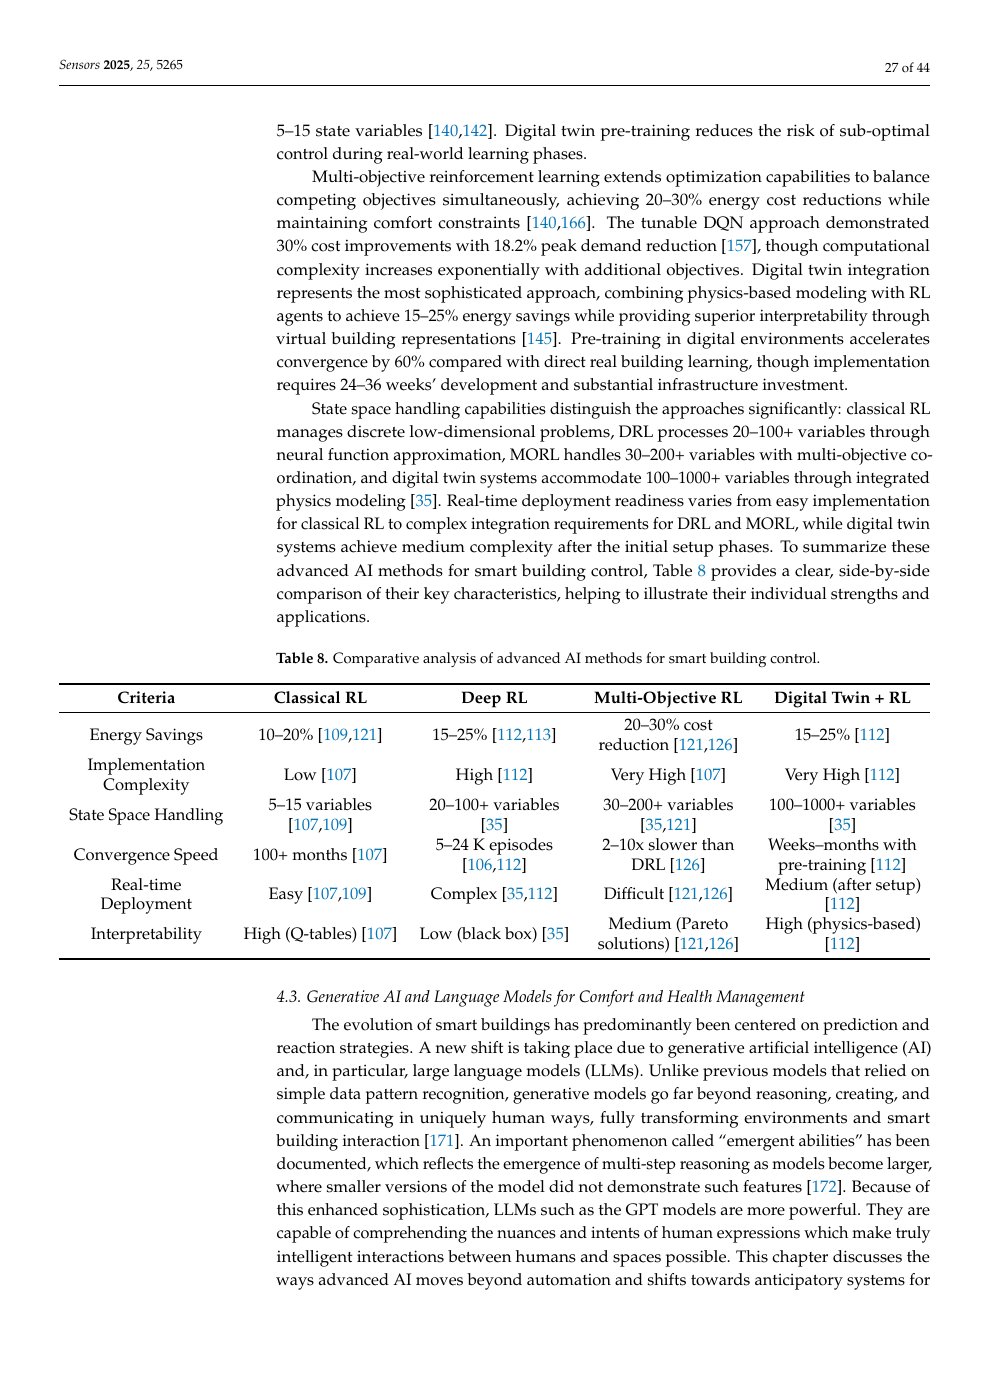 Sensors 2025, 25, 5265
27 of 44
5–15 state variables [140,142]. Digital twin pre-training reduces the risk of sub-optimal
control during real-world learning phases.
Multi-objective reinforcement learning extends optimization capabilities to balance
competing objectives simultaneously, achieving 20–30% energy cost reductions while
maintaining comfort constraints [140,166]. The tunable DQN approach demonstrated
30% cost improvements with 18.2% peak demand reduction [157], though computational
complexity increases exponentially with additional objectives. Digital twin integration
represents the most sophisticated approach, combining physics-based modeling with RL
agents to achieve 15–25% energy savings while providing superior interpretability through
virtual building representations [145]. Pre-training in digital environments accelerates
convergence by 60% compared with direct real building learning, though implementation
requires 24–36 weeks’ development and substantial infrastructure investment.
State space handling capabilities distinguish the approaches significantly: classical RL
manages discrete low-dimensional problems, DRL processes 20–100+ variables through
neural function approximation, MORL handles 30–200+ variables with multi-objective co-
ordination, and digital twin systems accommodate 100–1000+ variables through integrated
physics modeling [35]. Real-time deployment readiness varies from easy implementation
for classical RL to complex integration requirements for DRL and MORL, while digital twin
systems achieve medium complexity after the initial setup phases. To summarize these
advanced AI methods for smart building control, Table 8 provides a clear, side-by-side
comparison of their key characteristics, helping to illustrate their individual strengths and
applications.
Table 8. Comparative analysis of advanced AI methods for smart building control.
Criteria Classical RL Deep RL Multi-Objective RL Digital Twin + RL
Energy Savings 10–20% [109,121] 15–25% [112,113] 20–30% cost
reduction [121,126] 15–25% [112]
Implementation
Complexity Low [107] High [112] Very High [107] Very High [112]
State Space Handling 5–15 variables
[107,109] 20–100+ variables
[35] 30–200+ variables
[35,121] 100–1000+ variables
[35]
Convergence Speed 100+ months [107] 5–24 K episodes
[106,112] 2–10x slower than
DRL [126] Weeks–months with
pre-training [112]
Real-time
Deployment Easy [107,109] Complex [35,112] Difficult [121,126] Medium (after setup)
[112]
Interpretability High (Q-tables) [107] Low (black box) [35] Medium (Pareto
solutions) [121,126] High (physics-based)
[112]
4.3. Generative AI and Language Models for Comfort and Health Management
The evolution of smart buildings has predominantly been centered on prediction and
reaction strategies. A new shift is taking place due to generative artificial intelligence (AI)
and, in particular, large language models (LLMs). Unlike previous models that relied on
simple data pattern recognition, generative models go far beyond reasoning, creating, and
communicating in uniquely human ways, fully transforming environments and smart
building interaction [171]. An important phenomenon called “emergent abilities” has been
documented, which reflects the emergence of multi-step reasoning as models become larger,
where smaller versions of the model did not demonstrate such features [172]. Because of
this enhanced sophistication, LLMs such as the GPT models are more powerful. They are
capable of comprehending the nuances and intents of human expressions which make truly
intelligent interactions between humans and spaces possible. This chapter discusses the
ways advanced AI moves beyond automation and shifts towards anticipatory systems for